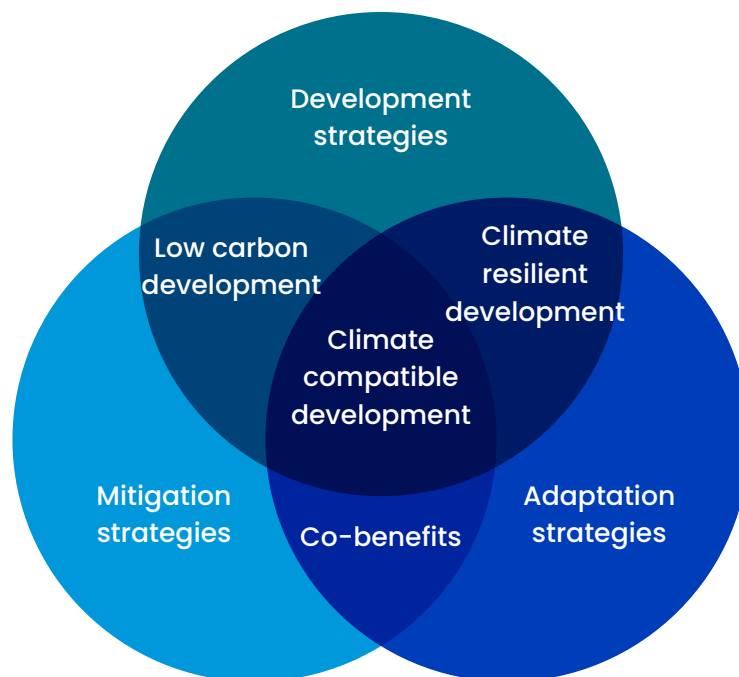 Development
strategies
Low carbon
development
Climate
resilient
development
Climate
compatible
development
Mitigation
strategies
Co-benefits
Adaptation
strategies